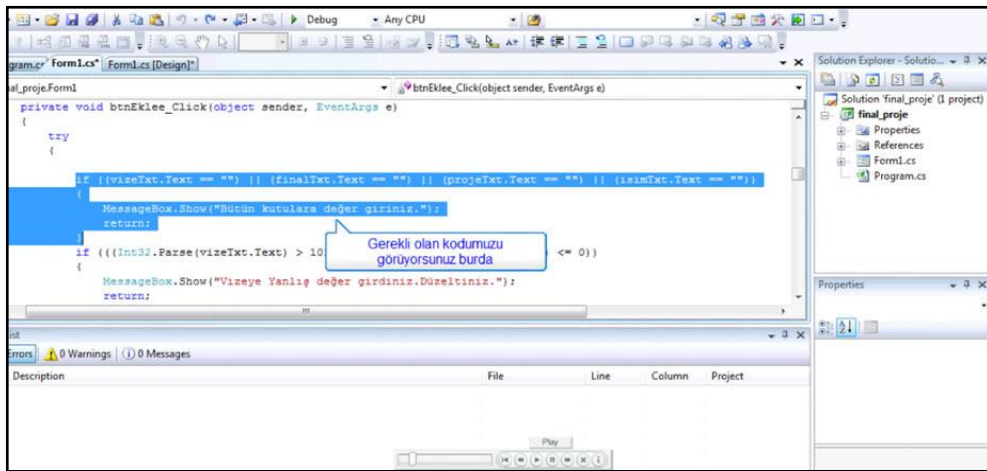 Debug Any CPU
gram.cs Form1.cs* Form1.cs [Design]*
al_proje.Form1 btnEklee_Click(object sender, EventArgs e)
private void btnEklee_Click(object sender, EventArgs e)
{
try
{
if ((vizeTxt.Text == "") || (finalTxt.Text == "") || (projeTxt.Text == "") || (isimTxt.Text == ""))
{
MessageBox.Show("Bütün kutulara değer giriniz.");
return;
}
if (((Int32.Parse(vizeTxt.Text) > 10 <= 0))
{
MessageBox.Show("Vizeye Yanlış değer girdiniz.Düzeltiniz.");
return;
Gerekli olan kodumuzu
görüyorsunuz burda
Solution Explorer - Solutio...
Solution 'final_proje' (1 project)
final_proje
Properties
References
Form1.cs
Program.cs
Properties
ist
Errors 0 Warnings 0 Messages
Description File Line Column Project
Play